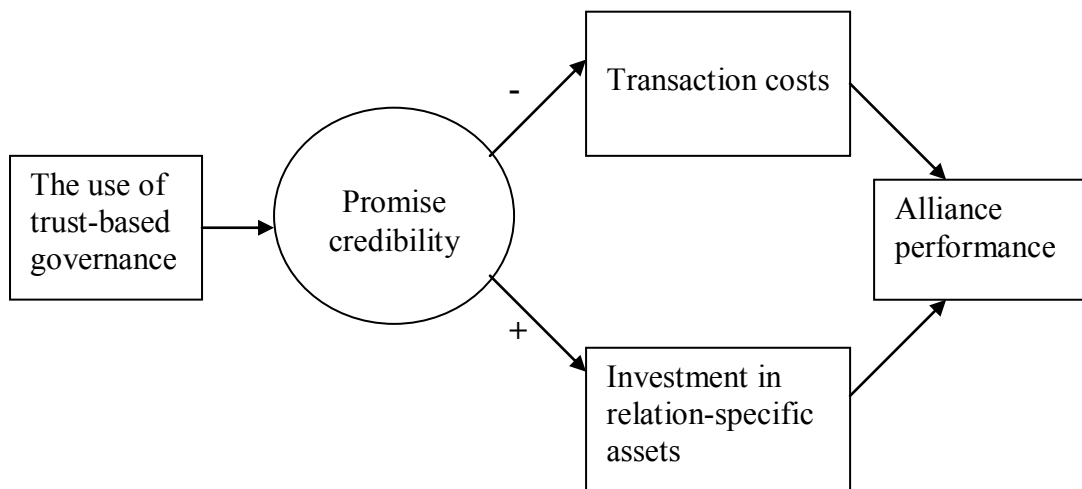 The use of
trust-based
governance
Promise
credibility
-
+
Transaction costs
Investment in
relation-specific
assets
Alliance
performance